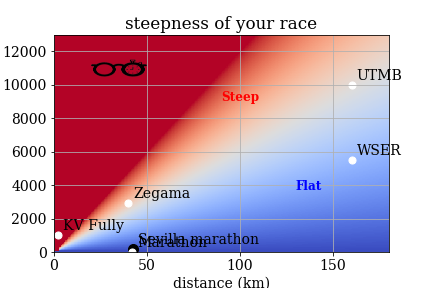 steepness of your race
12000
10000
8000
6000
4000
2000
0
UTMB
Steep
WSER
Flat
Zegama
KV Fully
Sevilla marathon
Marathon
0
50
100
150
distance (km)